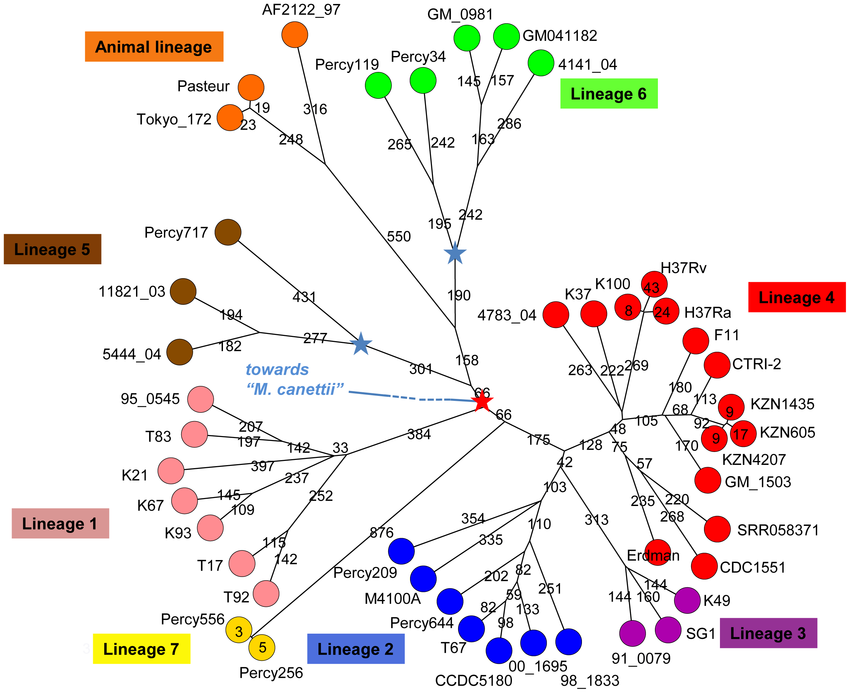 AF2122_97
GM_0981
GM041182
Animal lineage
Percy119
Percy34
4141_04
Pasteur
145
157
Lineage 6
19
316
Tokyo_172
23
248
265
242
163
286
195
242
Percy717
550
Lineage 5
190
H37Rv
K100
K37
43
11821_03
431
4783_04
8
24
H37Ra
Lineage 4
194
F11
277
5444_04
182
301
158
263
222
269
CTRI-2
towards
“M. canettii”
66
180
113
95_0545
66
68
9
KZN1435
105
92
207
384
48
9
17
KZN605
T83
197
142
33
175
128
75
170
KZN4207
K21
397
42
57
GM_1503
237
K67
145
252
103
235
220
109
354
313
268
K93
110
SRR058371
Lineage 1
876
335
115
Erdman
T17
142
82
CDC1551
Percy209
202
251
144
T92
M4100A
59
144
160
K49
Percy556
82
133
3
Percy644
98
Lineage 7
5
Lineage 2
T67
SG1
Lineage 3
Percy256
00_1695
91_0079
CCDC5180
98_1833